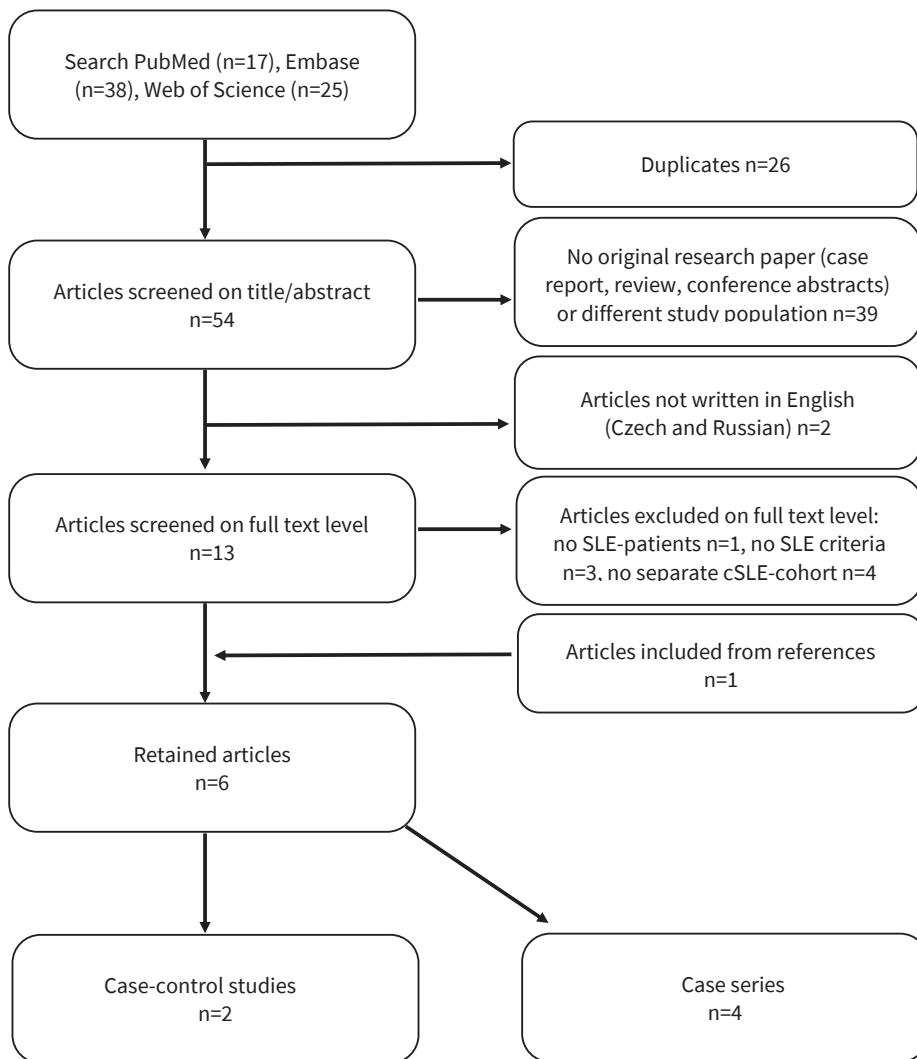 Search PubMed (n=17), Embase
(n=38), Web of Science (n=25)
Duplicates n=26
Articles screened on title/abstract
n=54
No original research paper (case
report, review, conference abstracts)
or different study population n=39
Articles not written in English
(Czech and Russian) n=2
Articles screened on full text level
n=13
Articles excluded on full text level:
no SLE-patients n=1, no SLE criteria
n=3, no separate cSLE-cohort n=4
Articles included from references
n=1
Retained articles
n=6
Case-control studies
n=2
Case series
n=4